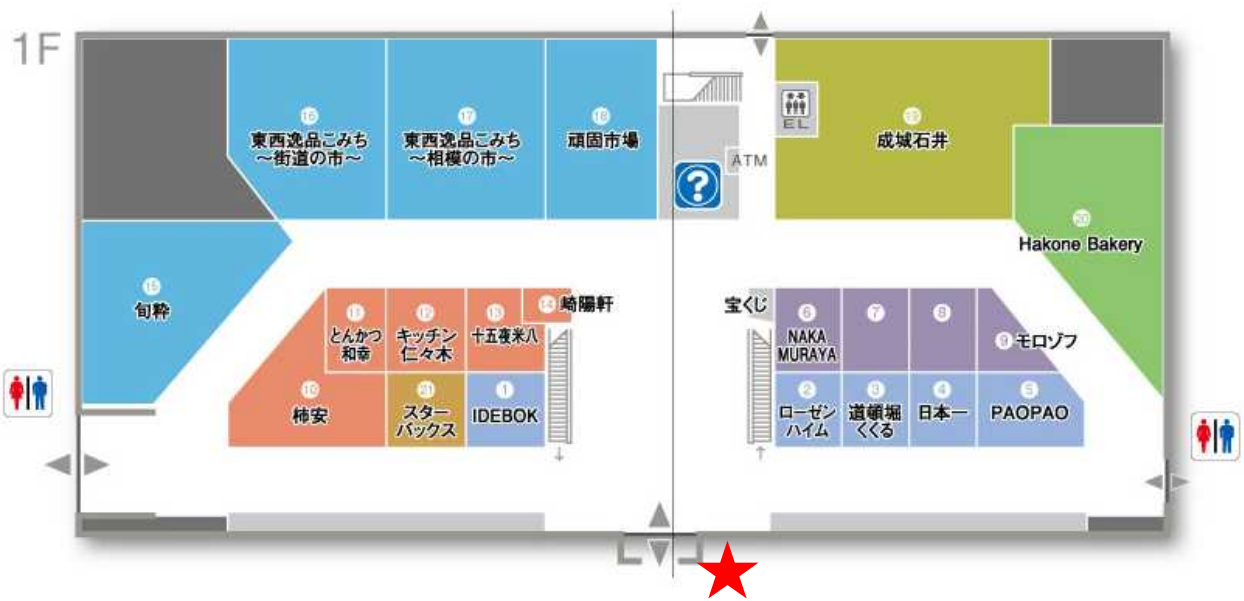 1F
16
東西逸品こみち
～街道の市～
17
東西逸品こみち
～相模の市～
18
頑固市場
?
EL
ATM
19
成城石井
20
Hakone Bakery
15
旬粋
11
とんかつ
和幸
12
キッチン
仁々木
13
十五夜米八
14 崎陽軒
宝くじ
6
NAKA
MURAYA
7
8
9 モロゾフ
10
柿安
21
スター
バックス
1
IDEBOK
2
ローゼン
ハイム
3
道頓堀
くくる
4
日本一
5
PAOPAO